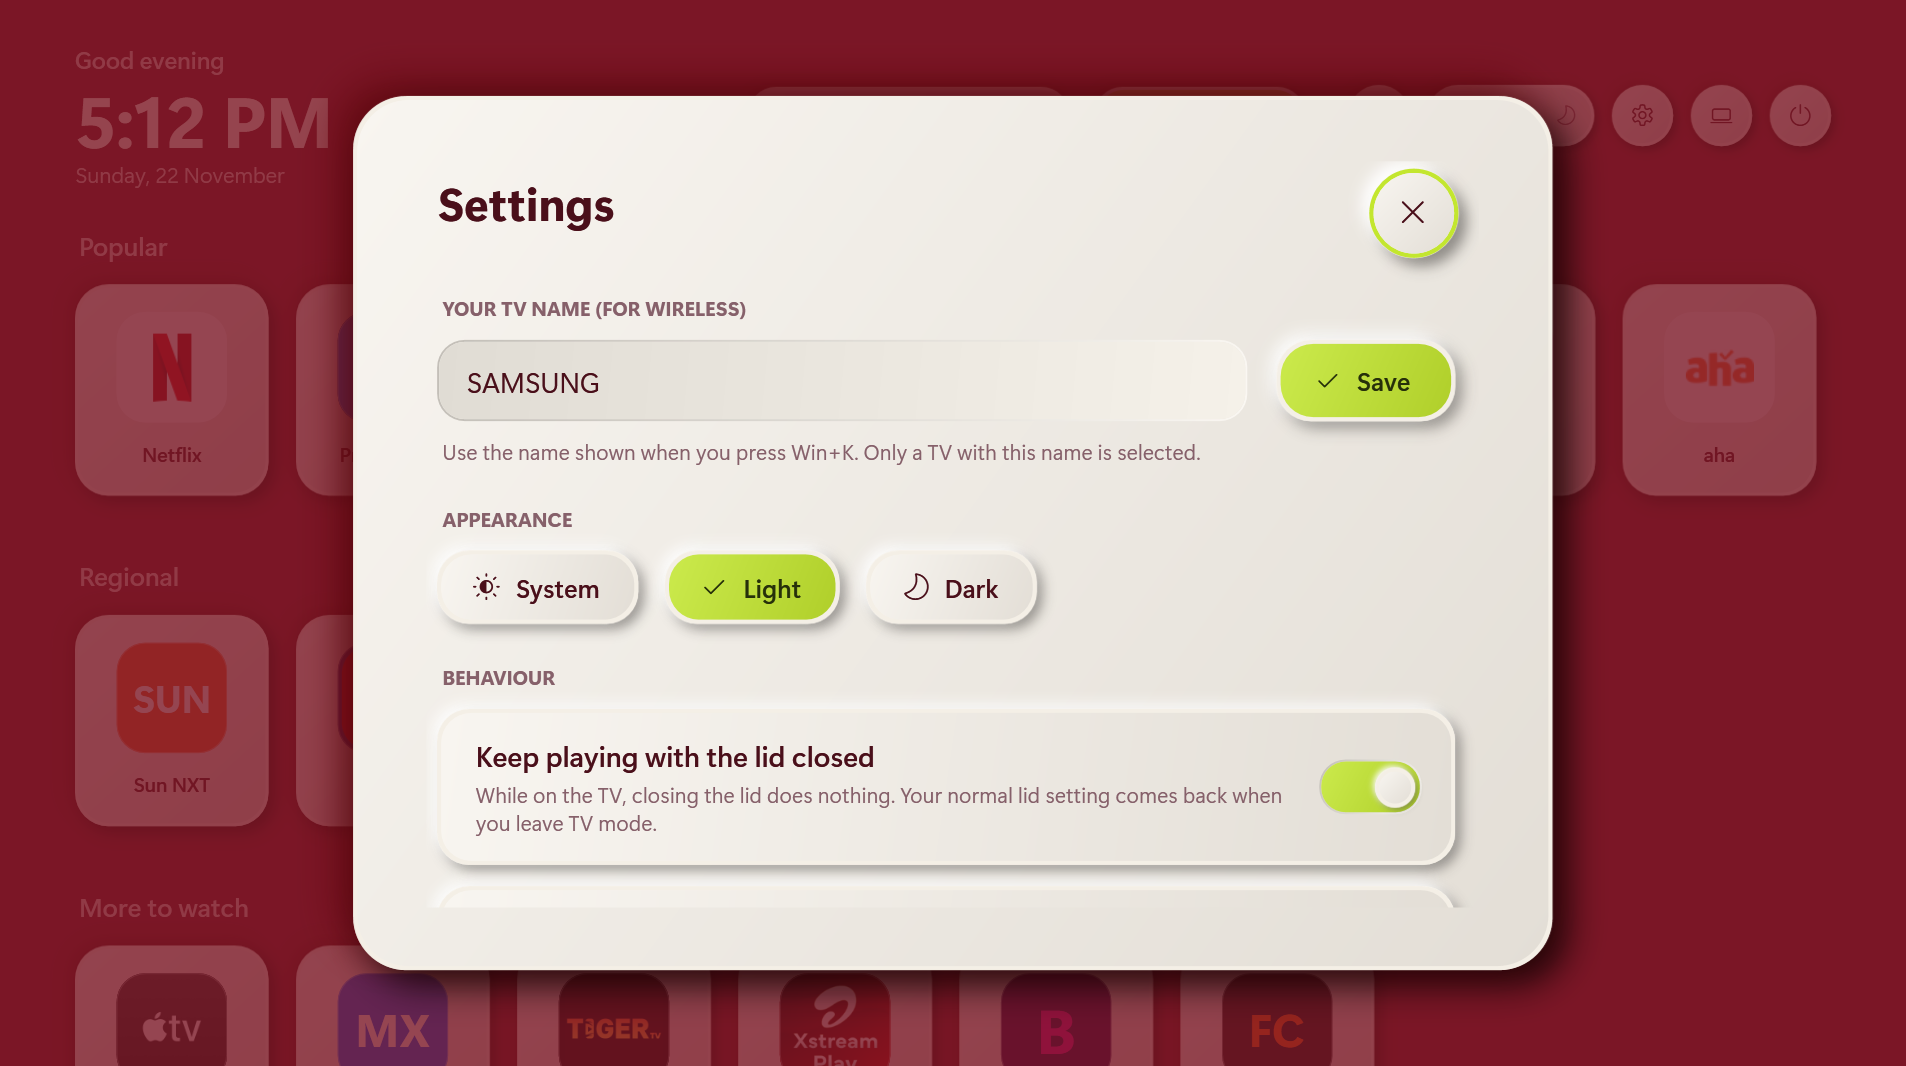 Good evening
5:12 PM
Sunday, 22 November
Settings
YOUR TV NAME (FOR WIRELESS)
SAMSUNG
Save
Use the name shown when you press Win+K. Only a TV with this name is selected.
APPEARANCE
System
Light
Dark
BEHAVIOUR
Keep playing with the lid closed
While on the TV, closing the lid does nothing. Your normal lid setting comes back when
you leave TV mode.
Popular
N
Netflix
P
aha
aha
Regional
SUN
Sun NXT
More to watch
tv
MX
TIGER TV
Xstream
Play
B
FC